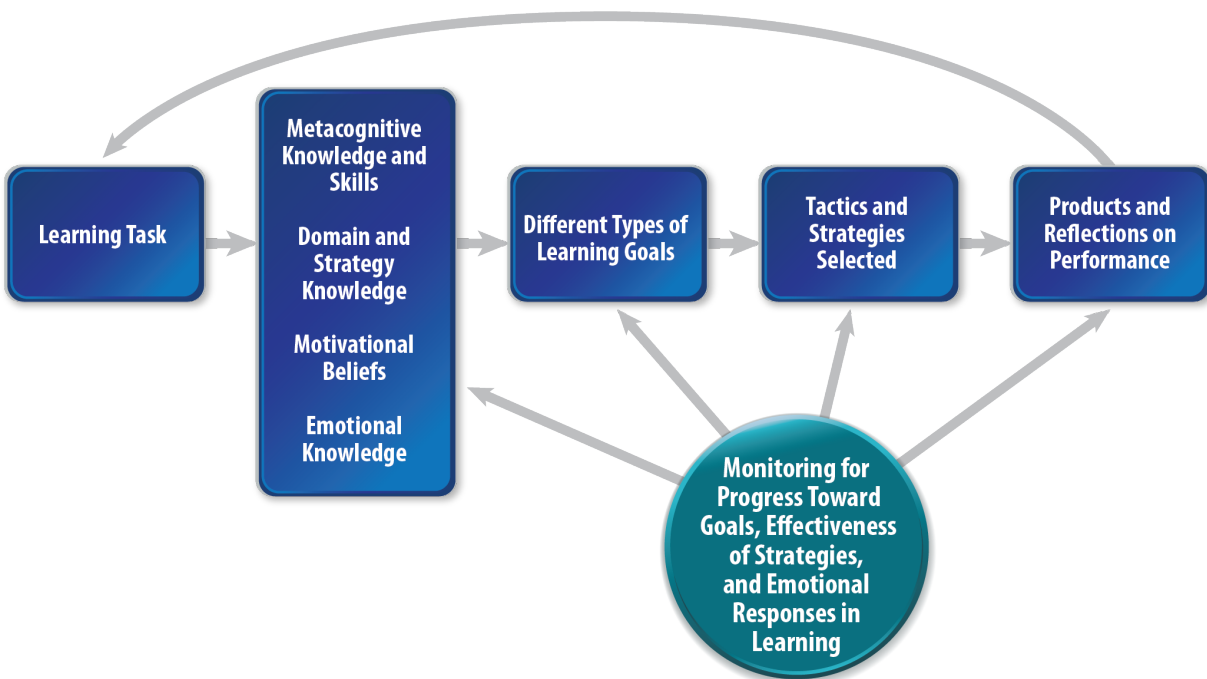 Learning Task
Metacognitive
Knowledge and
Skills
Domain and
Strategy
Knowledge
Motivational
Beliefs
Emotional
Knowledge
Different Types of
Learning Goals
Tactics and
Strategies
Selected
Products and
Reflections on
Performance
Monitoring for
Progress Toward
Goals, Effectiveness
of Strategies,
and Emotional
Responses in
Learning